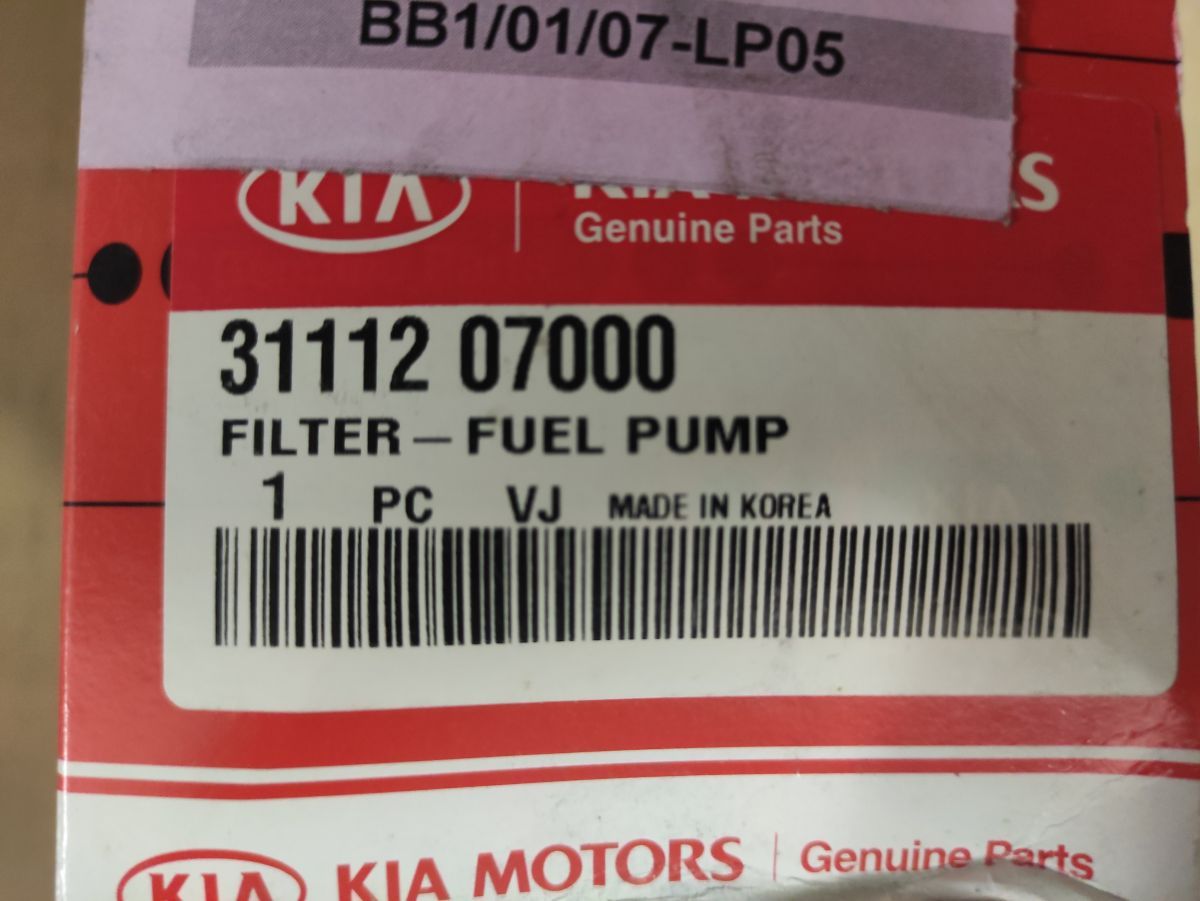 BB1/01/07-LP05
KIA
Genuine Parts
31112 07000
FILTER – FUEL PUMP
1 PC VJ MADE IN KOREA
KIA KIA MOTORS Genuine Parts